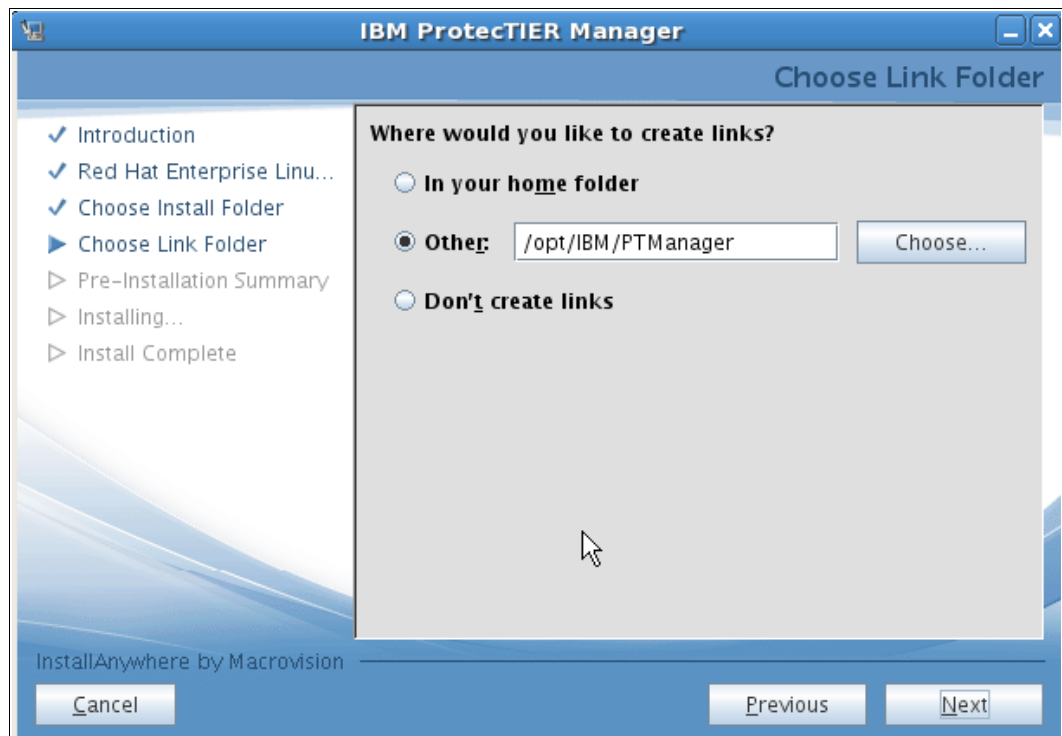 IBM ProtecTIER Manager
Choose Link Folder
Introduction
Red Hat Enterprise Linu...
Choose Install Folder
Choose Link Folder
Pre-Installation Summary
Installing...
Install Complete
Where would you like to create links?
In your home folder
Other: /opt/IBM/PTManager Choose...
Don't create links
InstallAnywhere by Macrovision
Cancel Previous Next